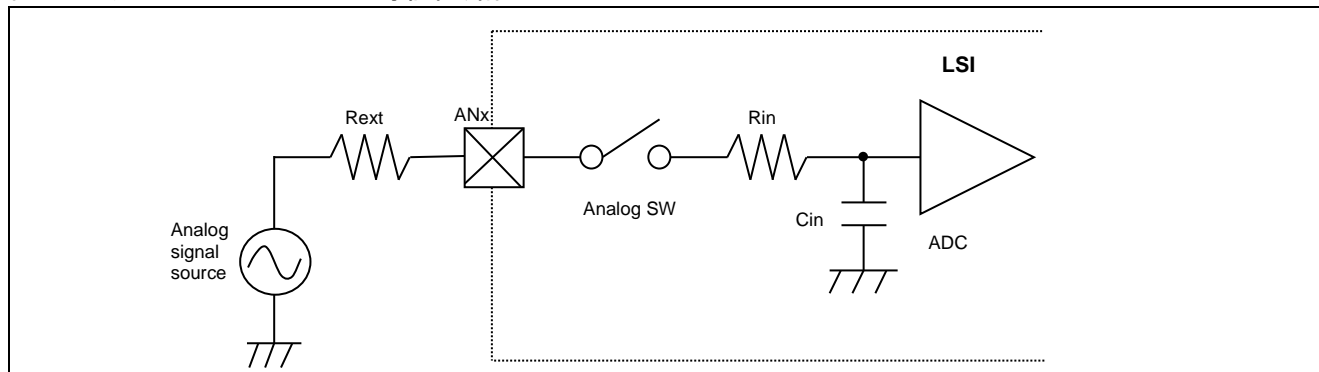 LSI
Rext
ANx
Rin
Analog SW
Cin
ADC
Analog
signal
source